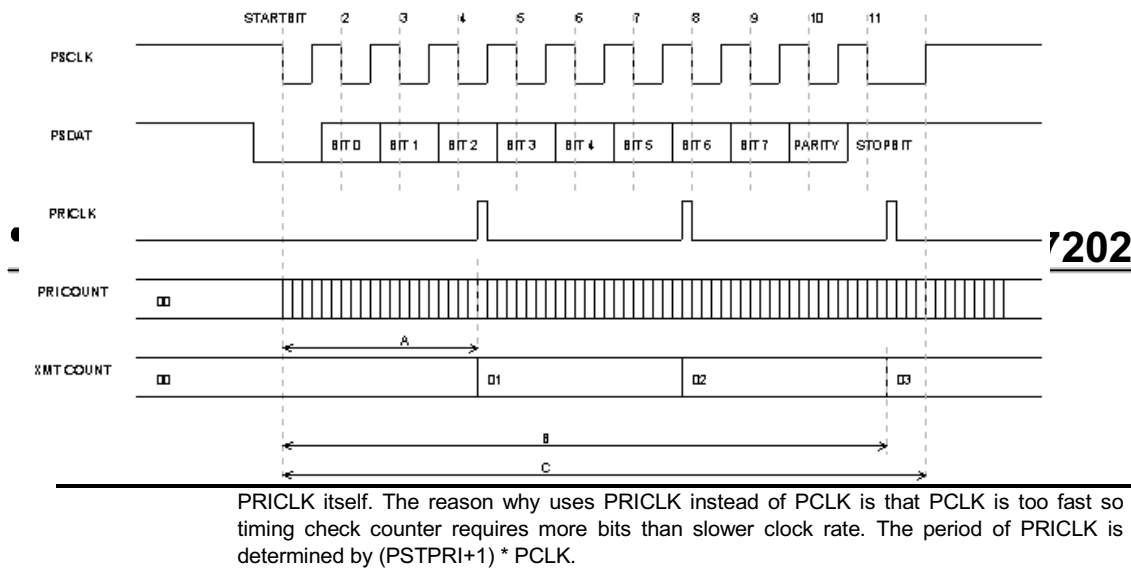 STARTBIT 2 3 4 5 6 7 8 9 10 11
PSCLK
PSDAT
BIT 0 BIT 1 BIT 2 BIT 3 BIT 4 BIT 5 BIT 6 BIT 7 PARITY STOPBIT
PRICLK
7202
PRICOUNT
00
A
XMTCOUNT
00 01 02 03
B
C
PRICLK itself. The reason why uses PRICLK instead of PCLK is that PCLK is too fast so
timing check counter requires more bits than slower clock rate. The period of PRICLK is
determined by (PSTPRI+1) * PCLK.